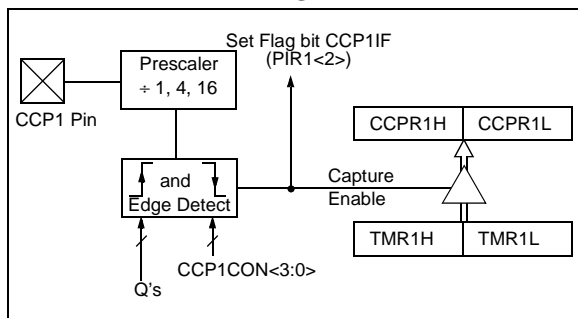 Set Flag bit CCP1IF
(PIR1<2>)
Prescaler
÷ 1, 4, 16
CCP1 Pin
CCPR1H
CCPR1L
and
Edge Detect
Capture
Enable
TMR1H
TMR1L
CCP1CON<3:0>
Q's